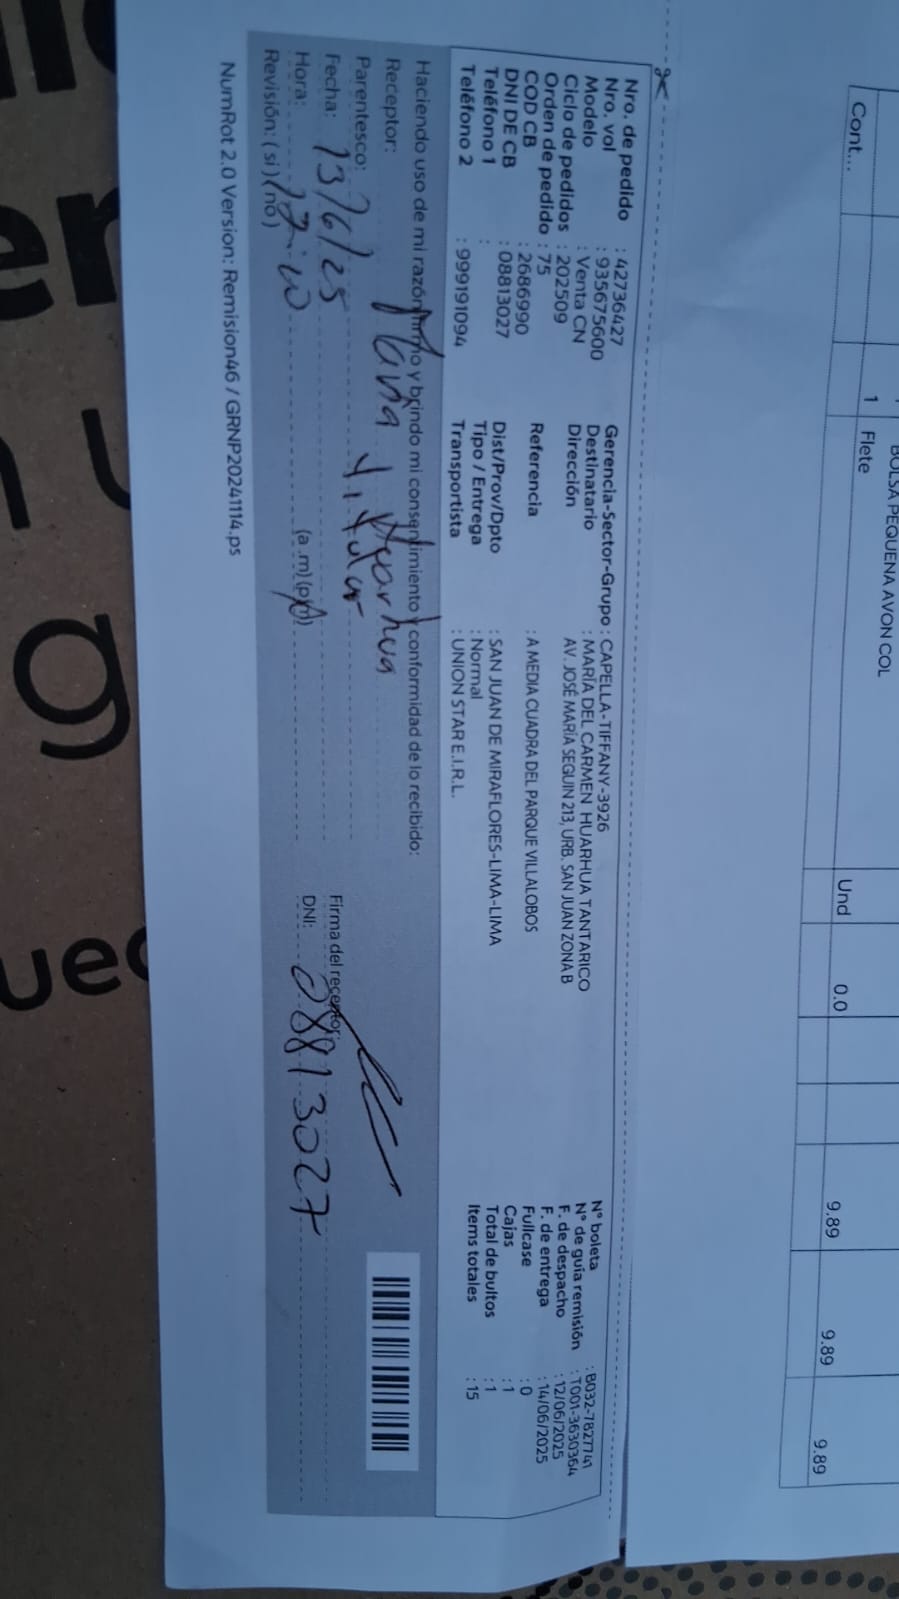 BOLSA PEQUENA AVON COL
1 Flete
Cont... Und 0.0 9.89 9.89 9.89
Nro. de pedido : 42736427
Nro. vol : 935675600
Modelo : Venta CN
Ciclo de pedidos : 202509
Orden de pedido : 75
COD CB : 2686990
DNI DE CB : 08813027
Teléfono 1 :
Teléfono 2 : 999191094
Gerencia-Sector-Grupo : CAPELLA-TIFFANY-3926
Destinatario : MARÍA DEL CARMEN HUARHUA TANTARICO
Dirección AV. JOSÉ MARÍA SEGUIN 213, URB. SAN JUAN ZONA B
Referencia : A MEDIA CUADRA DEL PARQUE VILLALOBOS
Dist/Prov/Dpto : SAN JUAN DE MIRAFLORES-LIMA-LIMA
Tipo / Entrega : Normal
Transportista : UNION STAR E.I.R.L.
N° boleta : B032-7827741
N° de guía remisión : T001-3630364
F. de despacho : 12/06/2025
F. de entrega : 14/06/2025
Fullcase : 0
Cajas : 1
Total de bultos : 1
Items totales : 15
Haciendo uso de mi razón firmo y brindo mi consentimiento y conformidad de lo recibido:
Receptor: Maria Huarhua
Parentesco: Titular
Fecha: 13/6/25
Hora: 12:00 (a .m) (p.m)
Revisión: ( si ) ( no )
Firma del receptor:
DNI: 08813027
NumRot 2.0 Version: Remision46 / GRNP20241114.ps
g
ued